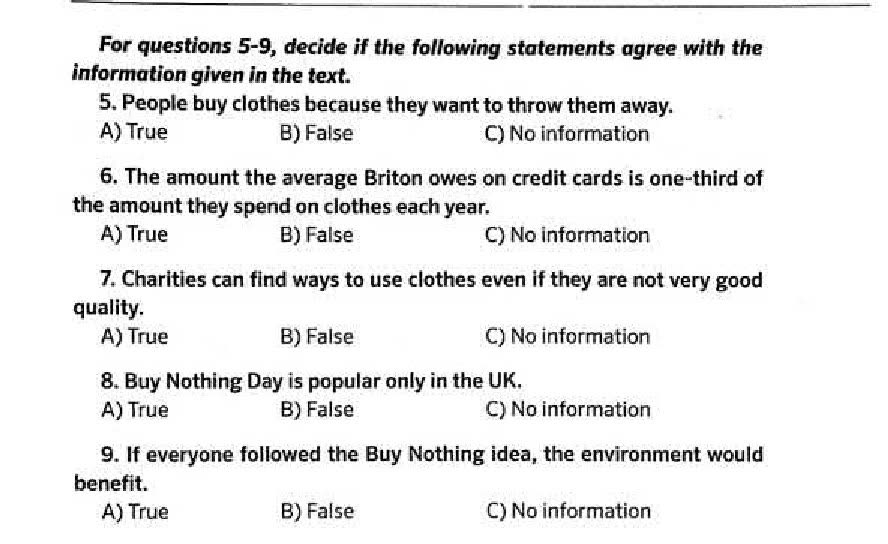 For questions 5-9, decide if the following statements agree with the
information given in the text.
5. People buy clothes because they want to throw them away.
A) True B) False C) No information
6. The amount the average Briton owes on credit cards is one-third of
the amount they spend on clothes each year.
A) True B) False C) No information
7. Charities can find ways to use clothes even if they are not very good
quality.
A) True B) False C) No information
8. Buy Nothing Day is popular only in the UK.
A) True B) False C) No information
9. If everyone followed the Buy Nothing idea, the environment would
benefit.
A) True B) False C) No information